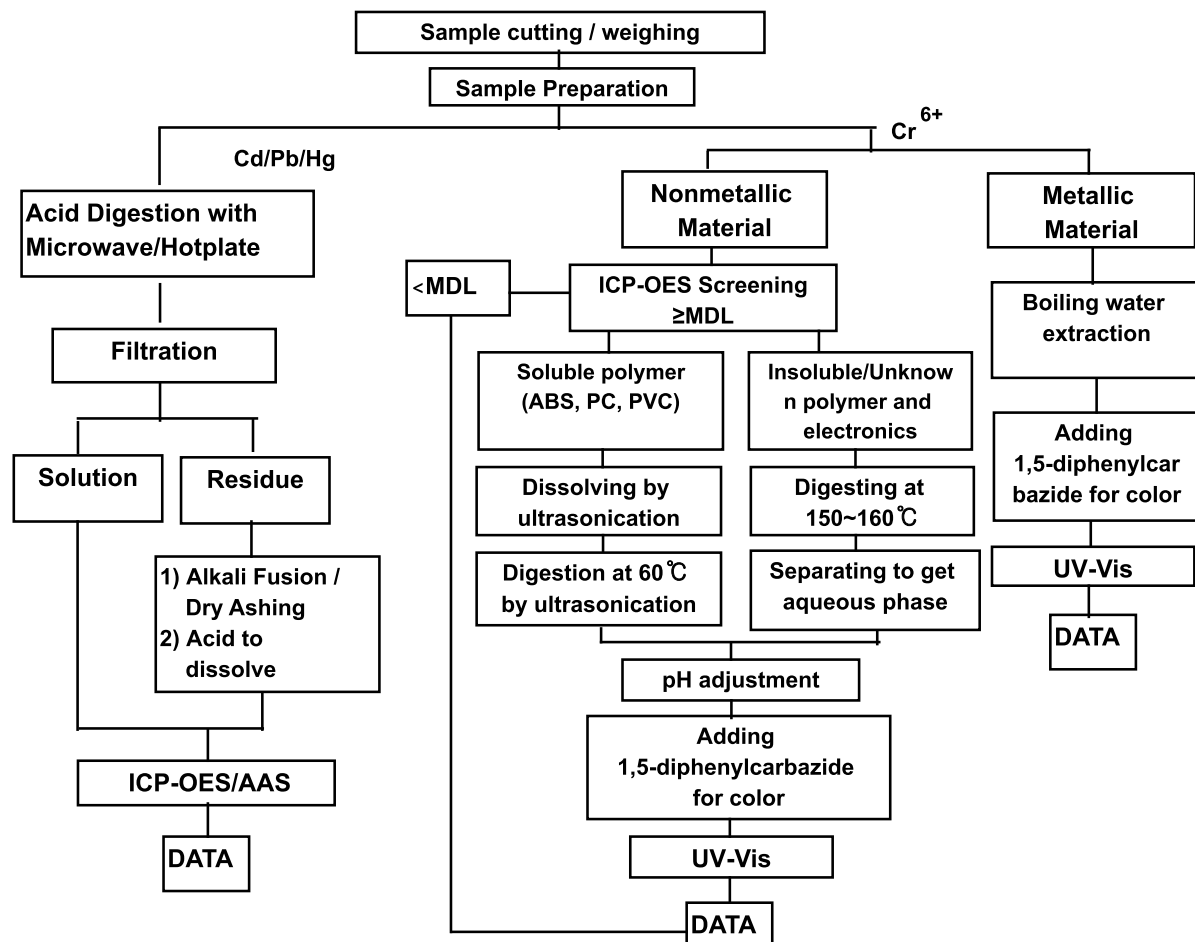 Sample cutting / weighing
Sample Preparation
Cr 6+
Cd/Pb/Hg
Acid Digestion with
Microwave/Hotplate
Filtration
Solution
Residue
1) Alkali Fusion /
Dry Ashing
2) Acid to
dissolve
ICP-OES/AAS
DATA
Nonmetallic
Material
<MDL
ICP-OES Screening
≥MDL
Soluble polymer
(ABS, PC, PVC)
Dissolving by
ultrasonication
Digestion at 60℃
by ultrasonication
Insoluble/Unknow
n polymer and
electronics
Digesting at
150~160℃
Separating to get
aqueous phase
pH adjustment
Adding
1,5-diphenylcarbazide
for color
UV-Vis
DATA
Metallic
Material
Boiling water
extraction
Adding
1,5-diphenylcar
bazide for color
UV-Vis
DATA